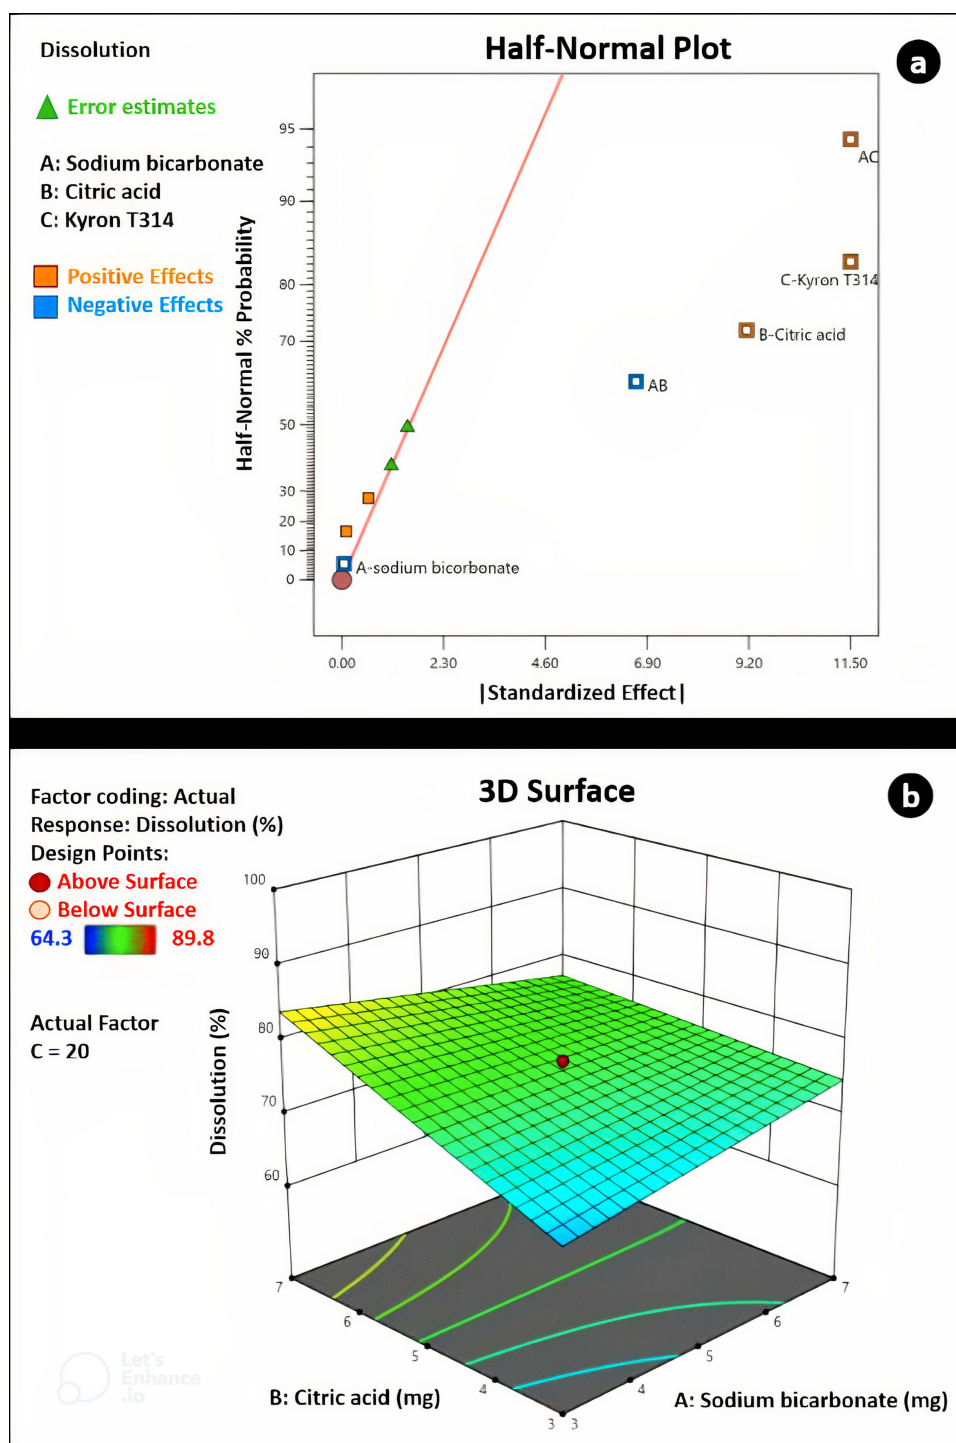 Dissolution
Half-Normal Plot
a
Error estimates
A: Sodium bicarbonate
B: Citric acid
C: Kyron T314
Positive Effects
Negative Effects
Half-Normal % Probability
95
90
80
70
50
30
20
10
0
AC
C-Kyron T314
B-Citric acid
AB
A-sodium bicorbonate
0.00 2.30 4.60 6.90 9.20 11.50
|Standardized Effect|
3D Surface
b
Factor coding: Actual
Response: Dissolution (%)
Design Points:
Above Surface
Below Surface
64.3 89.8
Actual Factor
C = 20
Dissolution (%)
100
90
80
70
60
7
6
5
4
3
3
4
5
6
7
B: Citric acid (mg)
A: Sodium bicarbonate (mg)
Let's
Enhance
.io